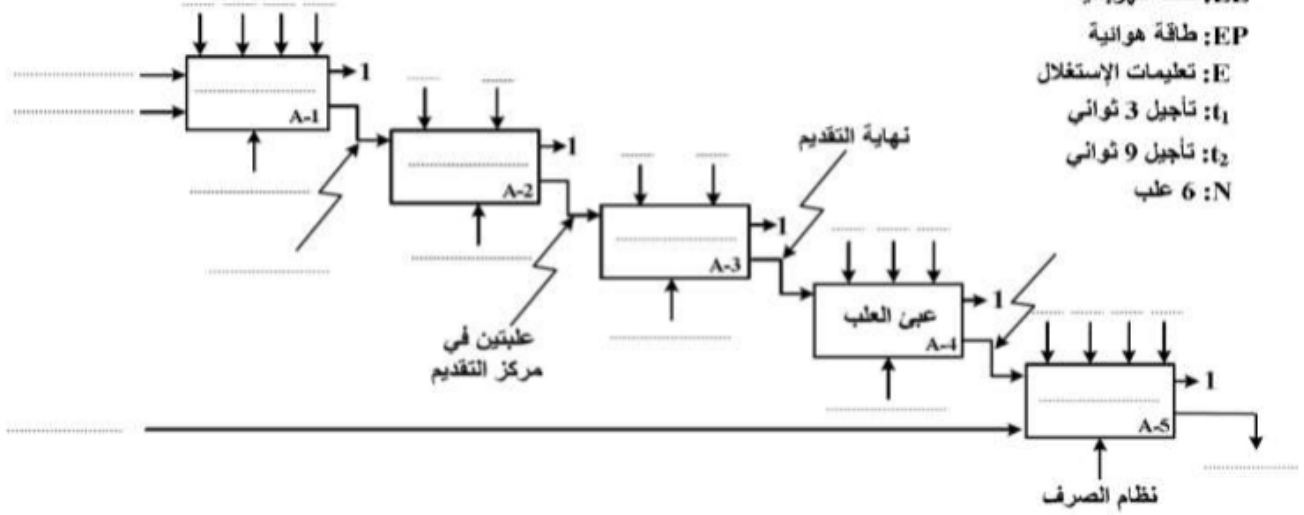 EP: طاقة هوائية
E: تعليمات الإستغلال
t₁: تأجيل 3 ثواني
t₂: تأجيل 9 ثواني
N: 6 علب
1
A-1
1
A-2
نهاية التقديم
1
A-3
علبتين في
مركز التقديم
1
عبئ العلب
A-4
1
A-5
نظام الصرف